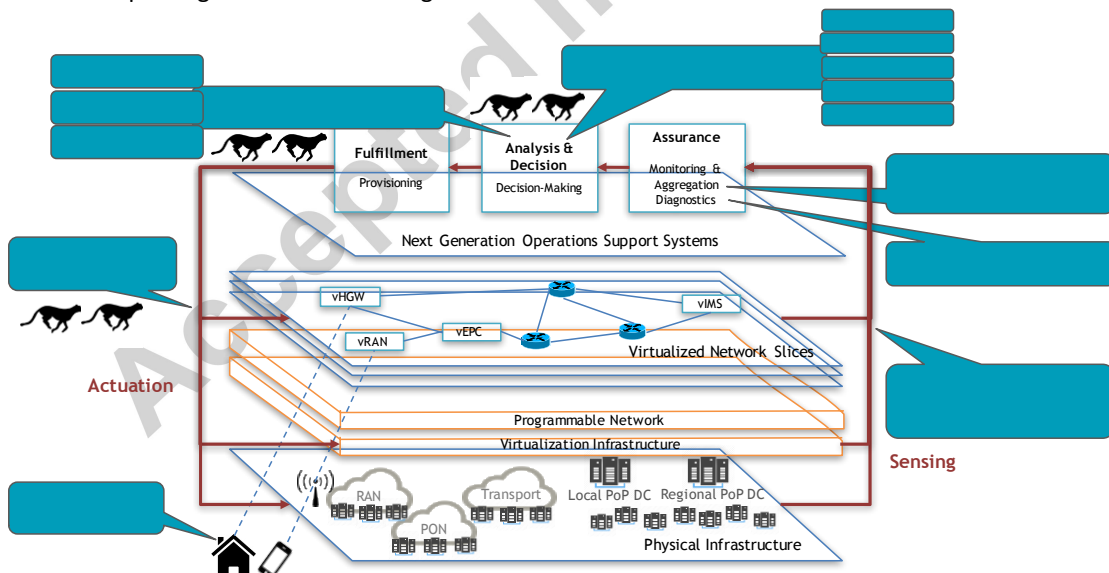 Accepted
Assurance
Monitoring &
Aggregation
Diagnostics
Analysis &
Decision
Decision-Making
Fulfillment
Provisioning
Next Generation Operations Support Systems
vHGW
vIMS
vEPC
vRAN
Virtualized Network Slices
Actuation
Programmable Network
Virtualization Infrastructure
Sensing
RAN
Transport
Local PoP DC
Regional PoP DC
PON
Physical Infrastructure